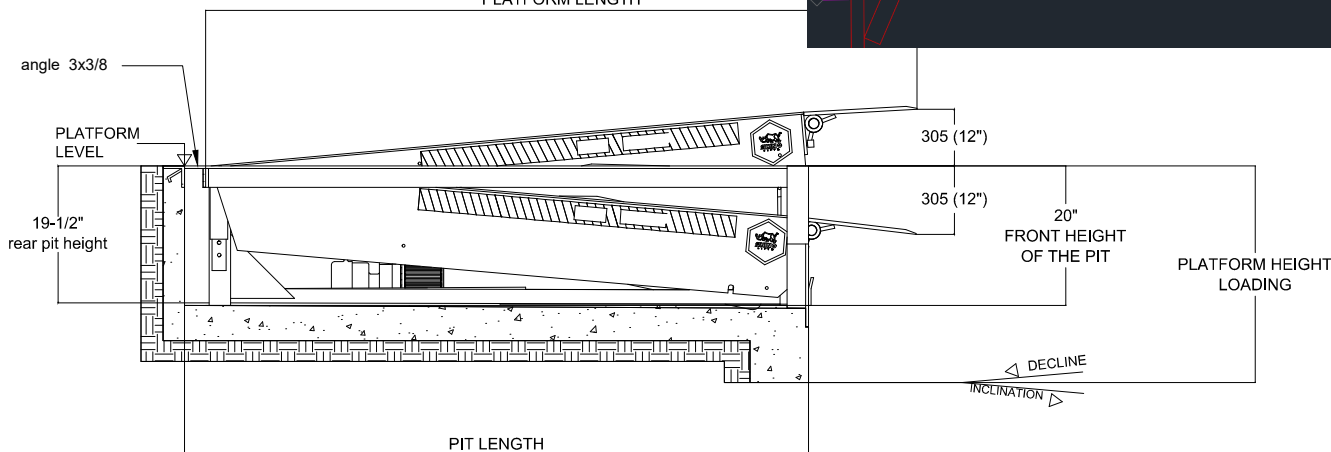 PLATFORM LENGTH
angle 3x3/8
PLATFORM
LEVEL
305 (12")
305 (12")
19-1/2"
rear pit height
20"
FRONT HEIGHT
OF THE PIT
PLATFORM HEIGHT
LOADING
DECLINE
INCLINATION
PIT LENGTH